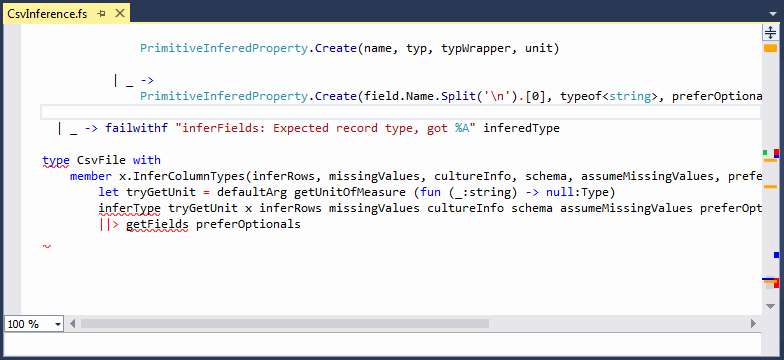 CsvInference.fs
PrimitiveInferedProperty.Create(name, typ, typWrapper, unit)
| _ ->
PrimitiveInferedProperty.Create(field.Name.Split('\n').[0], typeof<string>, preferOptiona
| _ -> failwithf "inferFields: Expected record type, got %A" inferedType
type CsvFile with
member x.InferColumnTypes(inferRows, missingValues, cultureInfo, schema, assumeMissingValues, prefe
let tryGetUnit = defaultArg getUnitOfMeasure (fun (_:string) -> null:Type)
inferType tryGetUnit x inferRows missingValues cultureInfo schema assumeMissingValues preferOpt
||> getFields preferOptionals
100 %